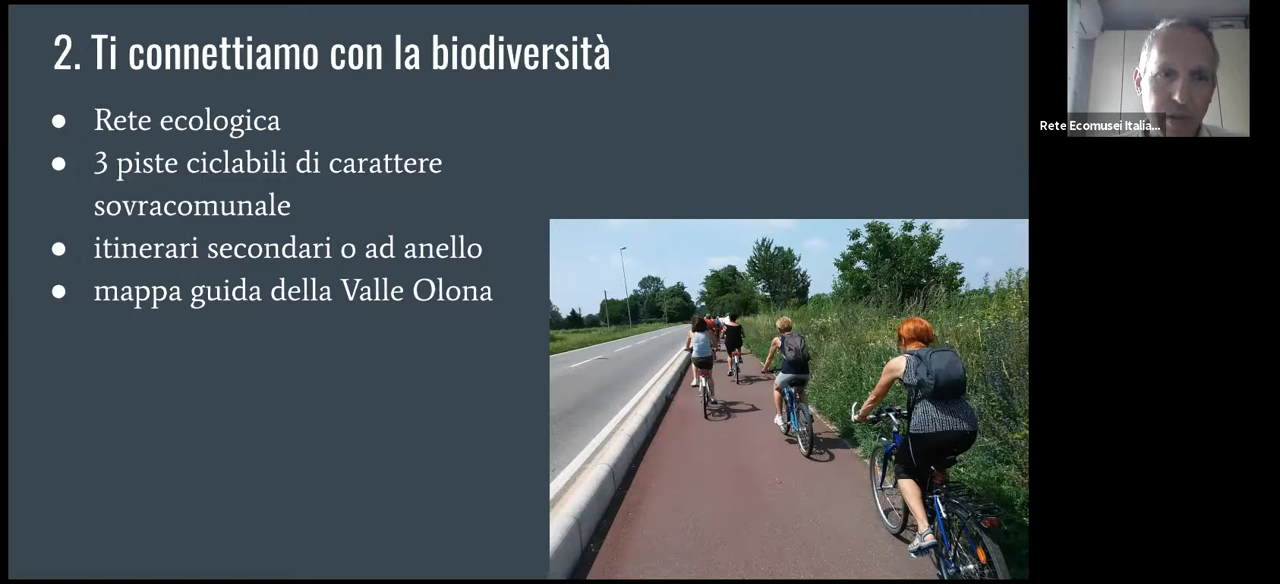 2. Ti connettiamo con la biodiversità
● Rete ecologica
● 3 piste ciclabili di carattere
sovracomunale
● itinerari secondari o ad anello
● mappa guida della Valle Olona
Rete Ecomusei Italia...